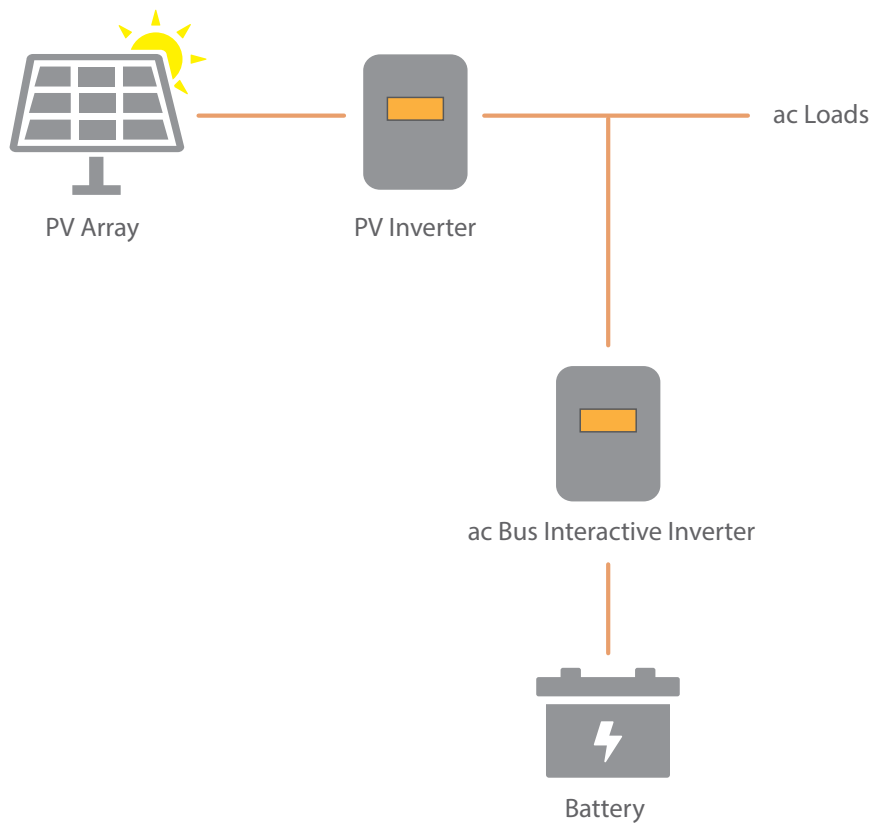 ac Loads
PV Array
PV Inverter
ac Bus Interactive Inverter
Battery